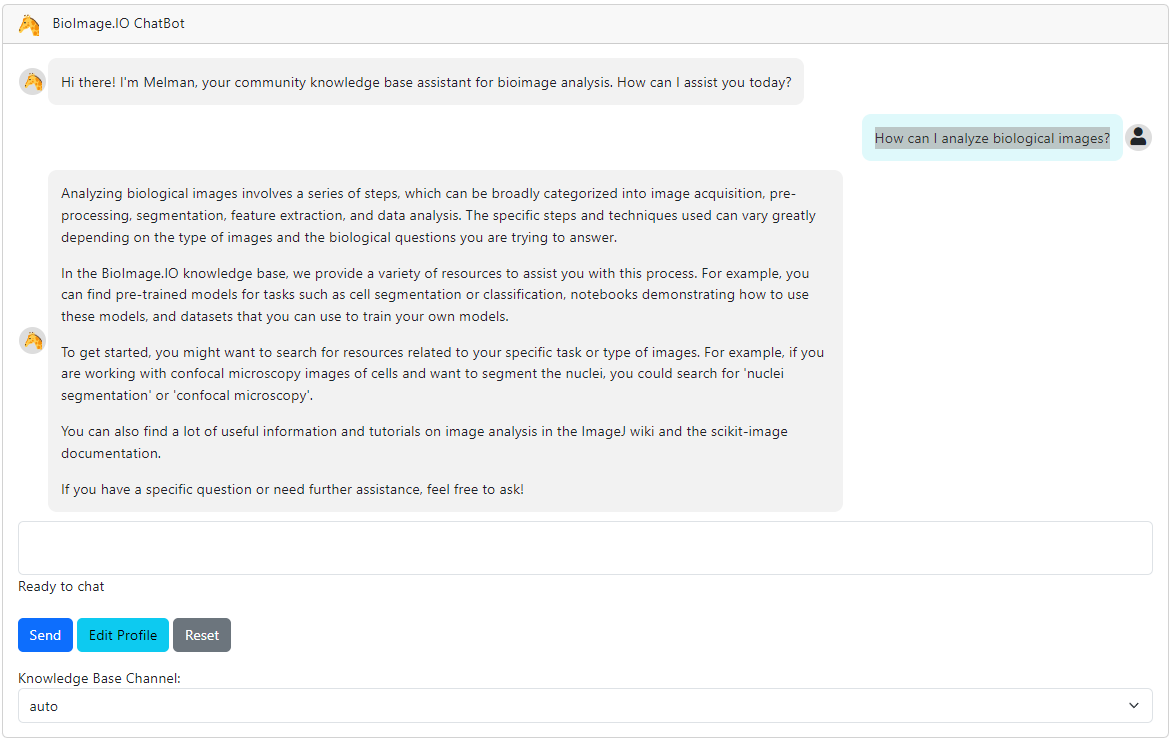 BioImage.IO ChatBot
Hi there! I'm Melman, your community knowledge base assistant for bioimage analysis. How can I assist you today?
How can I analyze biological images?
Analyzing biological images involves a series of steps, which can be broadly categorized into image acquisition, pre-
processing, segmentation, feature extraction, and data analysis. The specific steps and techniques used can vary greatly
depending on the type of images and the biological questions you are trying to answer.
In the BioImage.IO knowledge base, we provide a variety of resources to assist you with this process. For example, you
can find pre-trained models for tasks such as cell segmentation or classification, notebooks demonstrating how to use
these models, and datasets that you can use to train your own models.
To get started, you might want to search for resources related to your specific task or type of images. For example, if you
are working with confocal microscopy images of cells and want to segment the nuclei, you could search for 'nuclei
segmentation' or 'confocal microscopy'.
You can also find a lot of useful information and tutorials on image analysis in the ImageJ wiki and the scikit-image
documentation.
If you have a specific question or need further assistance, feel free to ask!
Ready to chat
Send Edit Profile Reset
Knowledge Base Channel:
auto